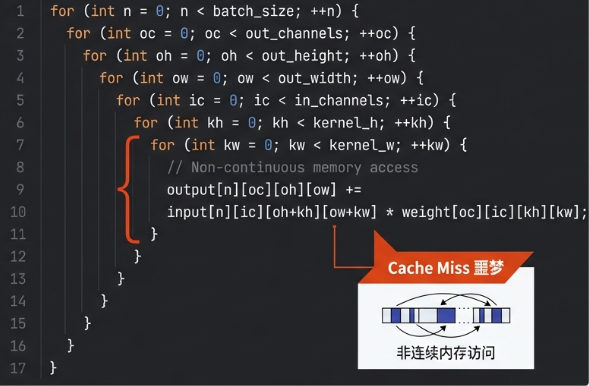 1 for (int n = 0; n < batch_size; ++n) {
2 for (int oc = 0; oc < out_channels; ++oc) {
3 for (int oh = 0; oh < out_height; ++oh) {
4 for (int ow = 0; ow < out_width; ++ow) {
5 for (int ic = 0; ic < in_channels; ++ic) {
6 for (int kh = 0; kh < kernel_h; ++kh) {
7 for (int kw = 0; kw < kernel_w; ++kw) {
8 // Non-continuous memory access
9 output[n][oc][oh][ow] +=
10 input[n][ic][oh+kh][ow+kw] * weight[oc][ic][kh][kw];
11 }
12 }
13 }
14 }
15 }
16 }
17 }
Cache Miss 噩梦
非连续内存访问